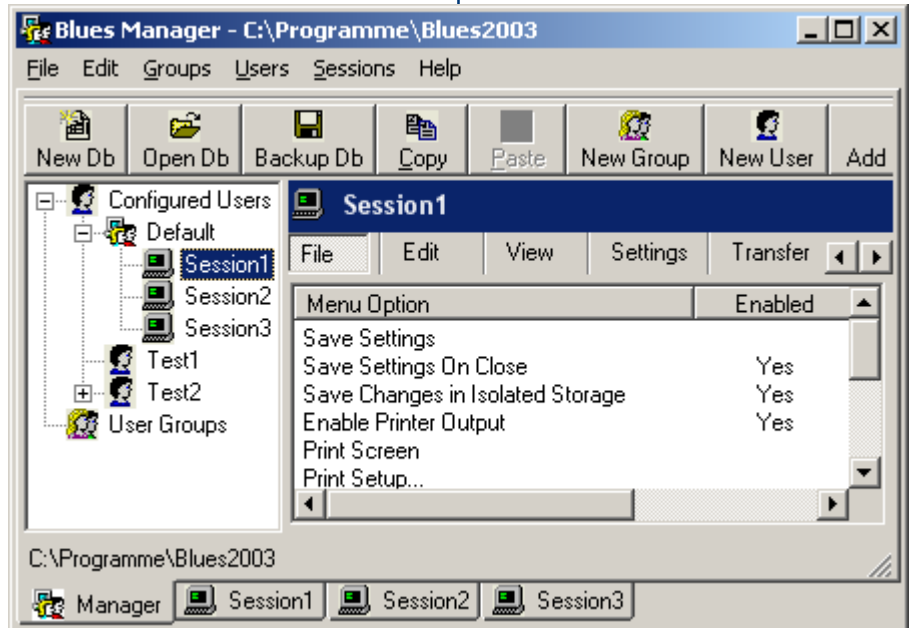 Blues Manager - C:\Programme\Blues2003
File Edit Groups Users Sessions Help
New Db Open Db Backup Db Copy Paste New Group New User Add
Configured Users
Default
Session1
Session2
Session3
Test1
Test2
User Groups
Session1
File Edit View Settings Transfer
Menu Option Enabled
Save Settings
Save Settings On Close Yes
Save Changes in Isolated Storage Yes
Enable Printer Output Yes
Print Screen
Print Setup...
C:\Programme\Blues2003
Manager Session1 Session2 Session3